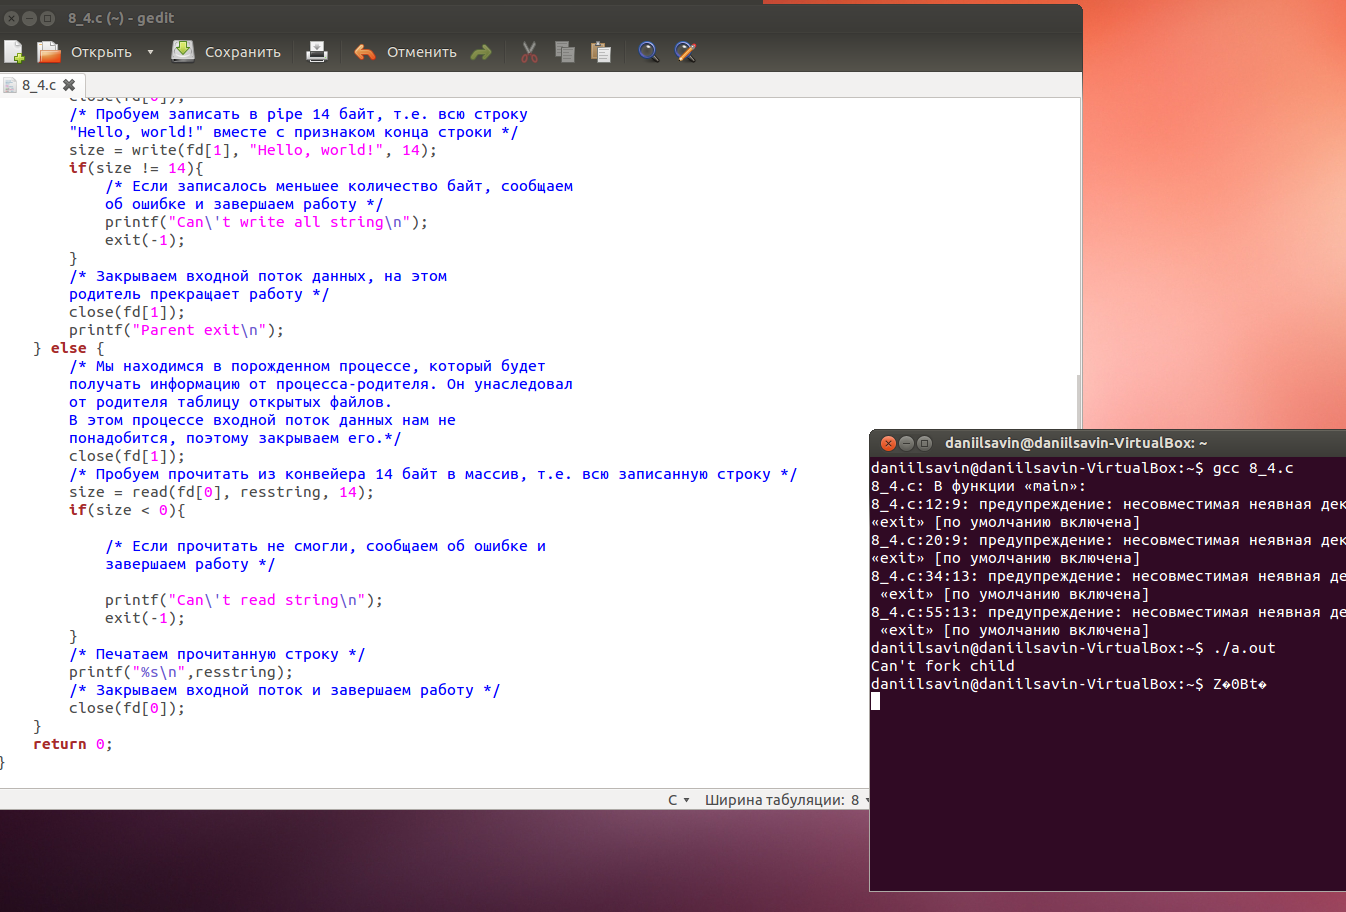 8_4.c (~) - gedit
Открыть Сохранить Отменить
8_4.c
close(fd[0]);
/* Пробуем записать в pipe 14 байт, т.е. всю строку
"Hello, world!" вместе с признаком конца строки */
size = write(fd[1], "Hello, world!", 14);
if(size != 14){
/* Если записалось меньшее количество байт, сообщаем
об ошибке и завершаем работу */
printf("Can\'t write all string\n");
exit(-1);
}
/* Закрываем входной поток данных, на этом
родитель прекращает работу */
close(fd[1]);
printf("Parent exit\n");
} else {
/* Мы находимся в порожденном процессе, который будет
получать информацию от процесса-родителя. Он унаследовал
от родителя таблицу открытых файлов.
В этом процессе входной поток данных нам не
понадобится, поэтому закрываем его.*/
close(fd[1]);
/* Пробуем прочитать из конвейера 14 байт в массив, т.е. всю записанную строку */
size = read(fd[0], resstring, 14);
if(size < 0){
/* Если прочитать не смогли, сообщаем об ошибке и
завершаем работу */
printf("Can\'t read string\n");
exit(-1);
}
/* Печатаем прочитанную строку */
printf("%s\n",resstring);
/* Закрываем входной поток и завершаем работу */
close(fd[0]);
}
return 0;
}
C Ширина табуляции: 8
daniilsavin@daniilsavin-VirtualBox: ~
daniilsavin@daniilsavin-VirtualBox:~$ gcc 8_4.c
8_4.c: В функции «main»:
8_4.c:12:9: предупреждение: несовместимая неявная дек
«exit» [по умолчанию включена]
8_4.c:20:9: предупреждение: несовместимая неявная дек
«exit» [по умолчанию включена]
8_4.c:34:13: предупреждение: несовместимая неявная де
«exit» [по умолчанию включена]
8_4.c:55:13: предупреждение: несовместимая неявная де
«exit» [по умолчанию включена]
daniilsavin@daniilsavin-VirtualBox:~$ ./a.out
Can't fork child
daniilsavin@daniilsavin-VirtualBox:~$ Z�0Bt�